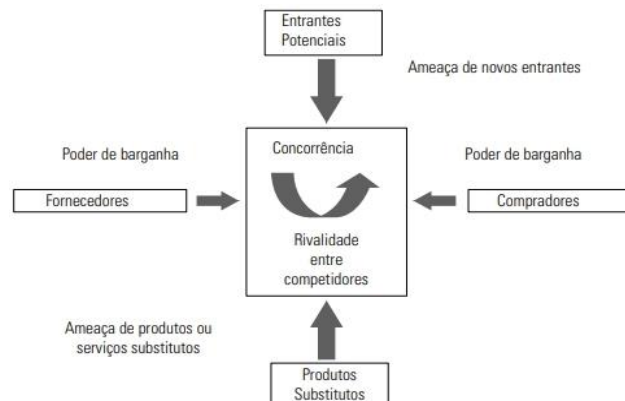 Entrantes
Potenciais
Ameaça de novos entrantes
Concorrência
Poder de barganha
Poder de barganha
Fornecedores
Compradores
Rivalidade
entre
competidores
Ameaça de produtos ou
serviços substitutos
Produtos
Substitutos